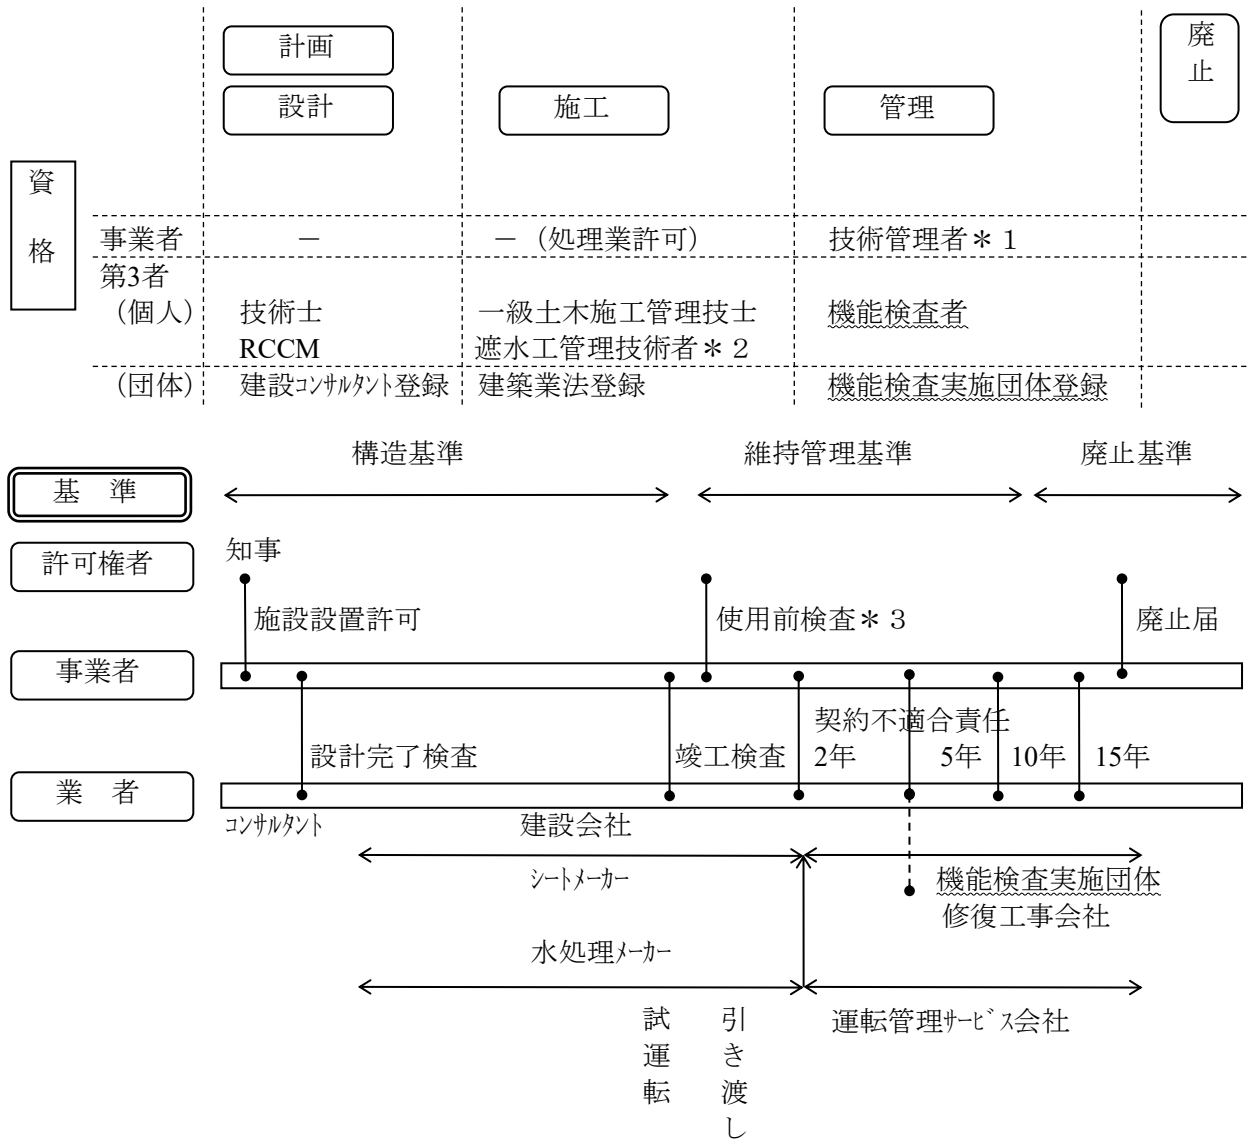 計画
設計
施工
管理
廃止
資格
事業者 － －（処理業許可） 技術管理者＊１
第3者
（個人） 技術士 一級土木施工管理技士 機能検査者
RCCM 遮水工管理技術者＊２
（団体） 建設ｺﾝｻﾙﾀﾝﾄ登録 建築業法登録 機能検査実施団体登録
構造基準 維持管理基準 廃止基準
基 準
許可権者 知事
施設設置許可 使用前検査＊３ 廃止届
事業者
契約不適合責任
設計完了検査 竣工検査 2年 5年 10年 15年
業 者
ｺﾝｻﾙﾀﾝﾄ 建設会社
ｼｰﾄﾒｰｶｰ 機能検査実施団体
修復工事会社
水処理ﾒｰｶｰ
試運転 引き渡し 運転管理ｻｰﾋﾞｽ会社